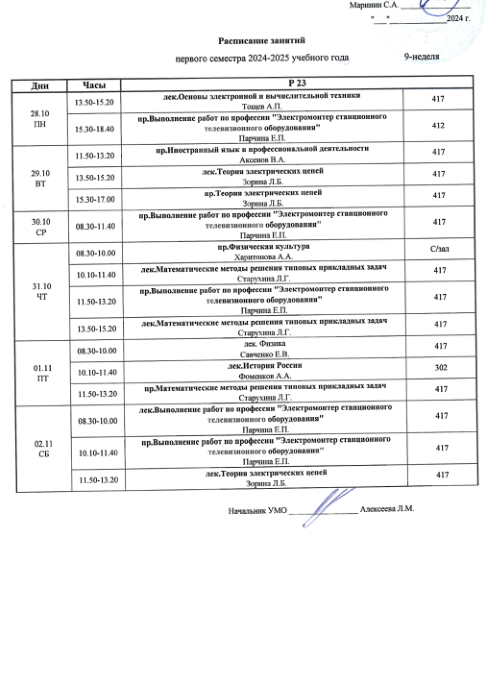 Маринин С.А.
"___"______________2024 г.
Расписание занятий
первого семестра 2024-2025 учебного года 9-неделя
Дни Часы Р 23
28.10
ПН
13.50-15.20 лек.Основы электронной и вычислительной техники 417
Тощев А.П.
15.30-18.40 пр.Выполнение работ по профессии "Электромонтер станционного 412
телевизионного оборудования"
Парчина Е.П.
29.10
ВТ
11.50-13.20 пр.Иностранный язык в профессиональной деятельности 417
Аксенов В.А.
13.50-15.20 лек.Теория электрических цепей 417
Зорина Л.Б.
15.30-17.00 пр.Теория электрических цепей 417
Зорина Л.Б.
30.10
СР
08.30-11.40 пр.Выполнение работ по профессии "Электромонтер станционного 417
телевизионного оборудования"
Парчина Е.П.
31.10
ЧТ
08.30-10.00 пр.Физическая культура С/зал
Харитонова А.А.
10.10-11.40 лек.Математические методы решения типовых прикладных задач 417
Старухина Л.Г.
11.50-13.20 пр.Выполнение работ по профессии "Электромонтер станционного 417
телевизионного оборудования"
Парчина Е.П.
13.50-15.20 лек.Математические методы решения типовых прикладных задач 417
Старухина Л.Г.
01.11
ПТ
08.30-10.00 лек. Физика 417
Савченко Е.В.
10.10-11.40 лек.История России 302
Фоменков А.А.
11.50-13.20 пр.Математические методы решения типовых прикладных задач 417
Старухина Л.Г.
02.11
СБ
08.30-10.00 лек.Выполнение работ по профессии "Электромонтер станционного 417
телевизионного оборудования"
Парчина Е.П.
10.10-11.40 пр.Выполнение работ по профессии "Электромонтер станционного 417
телевизионного оборудования"
Парчина Е.П.
11.50-13.20 лек.Теория электрических цепей 417
Зорина Л.Б.
Начальник УМО ________________ Алексеева Л.М.